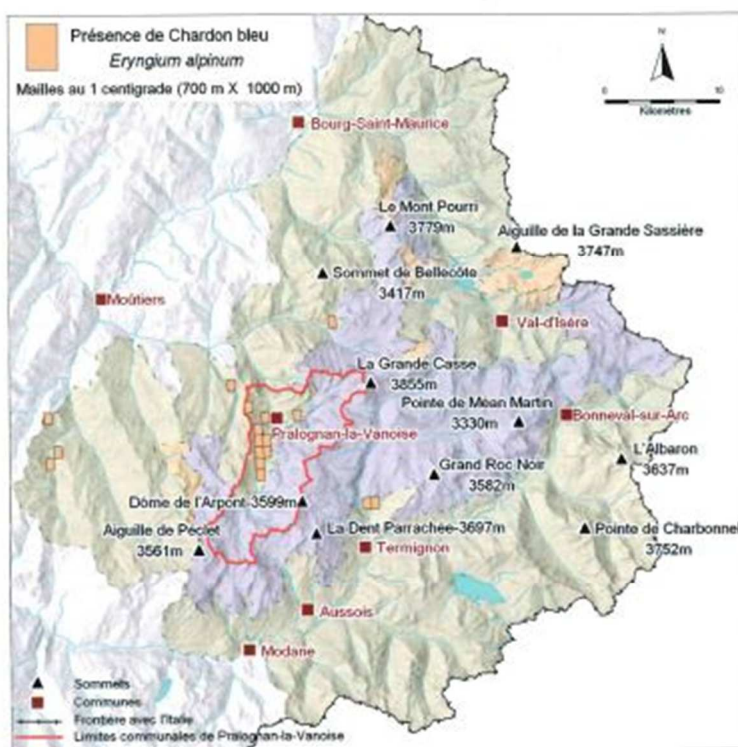 Présence de Chardon bleu
Eryngium alpinum
Mailles au 1 centigrade (700 m X 1000 m)
N
0 10
Kilomètres
Bourg-Saint-Maurice
Le Mont Pourri
3779m
Aiguille de la Grande Sassière
3747m
Sommet de Bellecôte
3417m
Moûtiers
Val-d'Isère
La Grande Casse
3855m
Pointe de Méan Martin
3330m
Bonneval-sur-Arc
Pralognan-la-Vanoise
L'Albaron
3637m
Grand Roc Noir
3582m
Dôme de l'Arpont-3599m
Aiguille de Péclet
3561m
La Dent Parrachée-3697m
Pointe de Charbonnel
3752m
Termignon
Aussois
Modane
Sommets
Communes
Frontière avec l'Italie
Limites communales de Pralognan-la-Vanoise